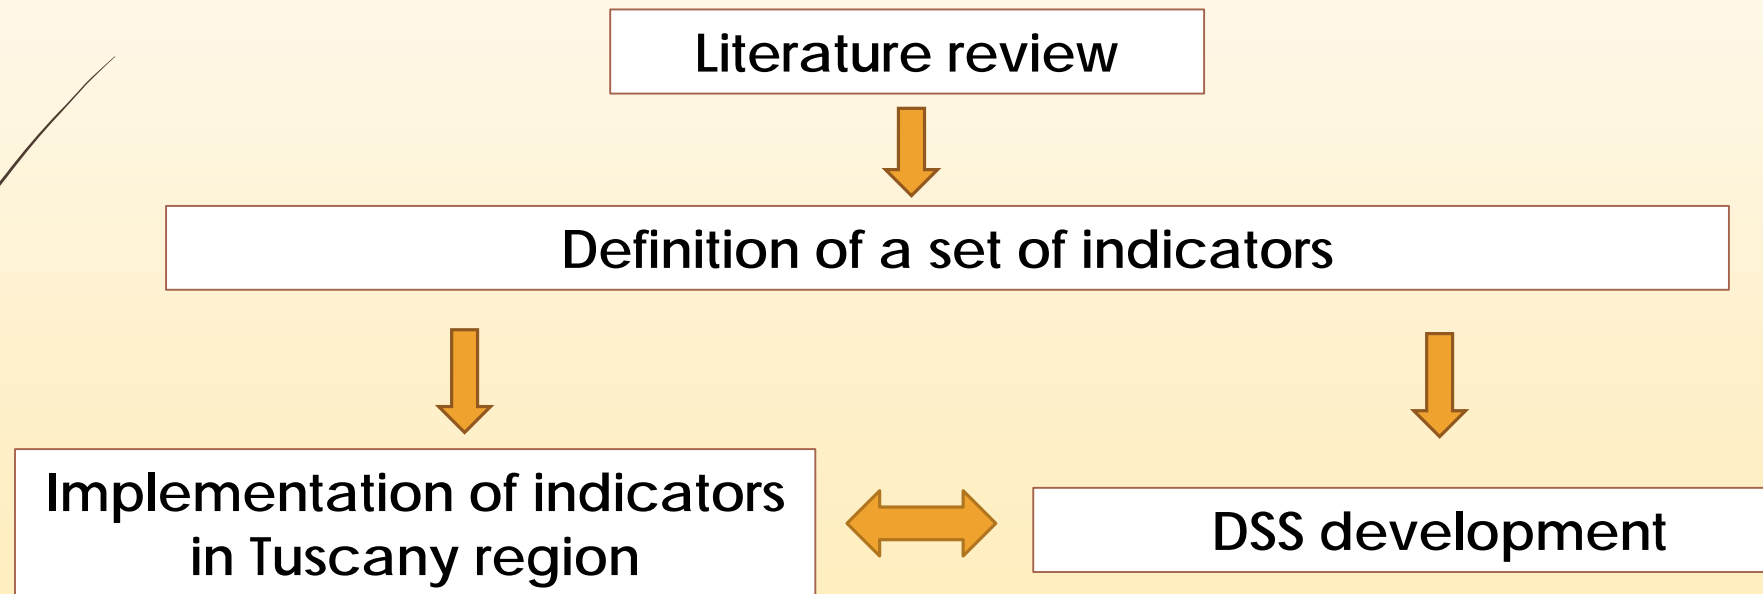 Literature review
Definition of a set of indicators
Implementation of indicators
in Tuscany region
DSS development